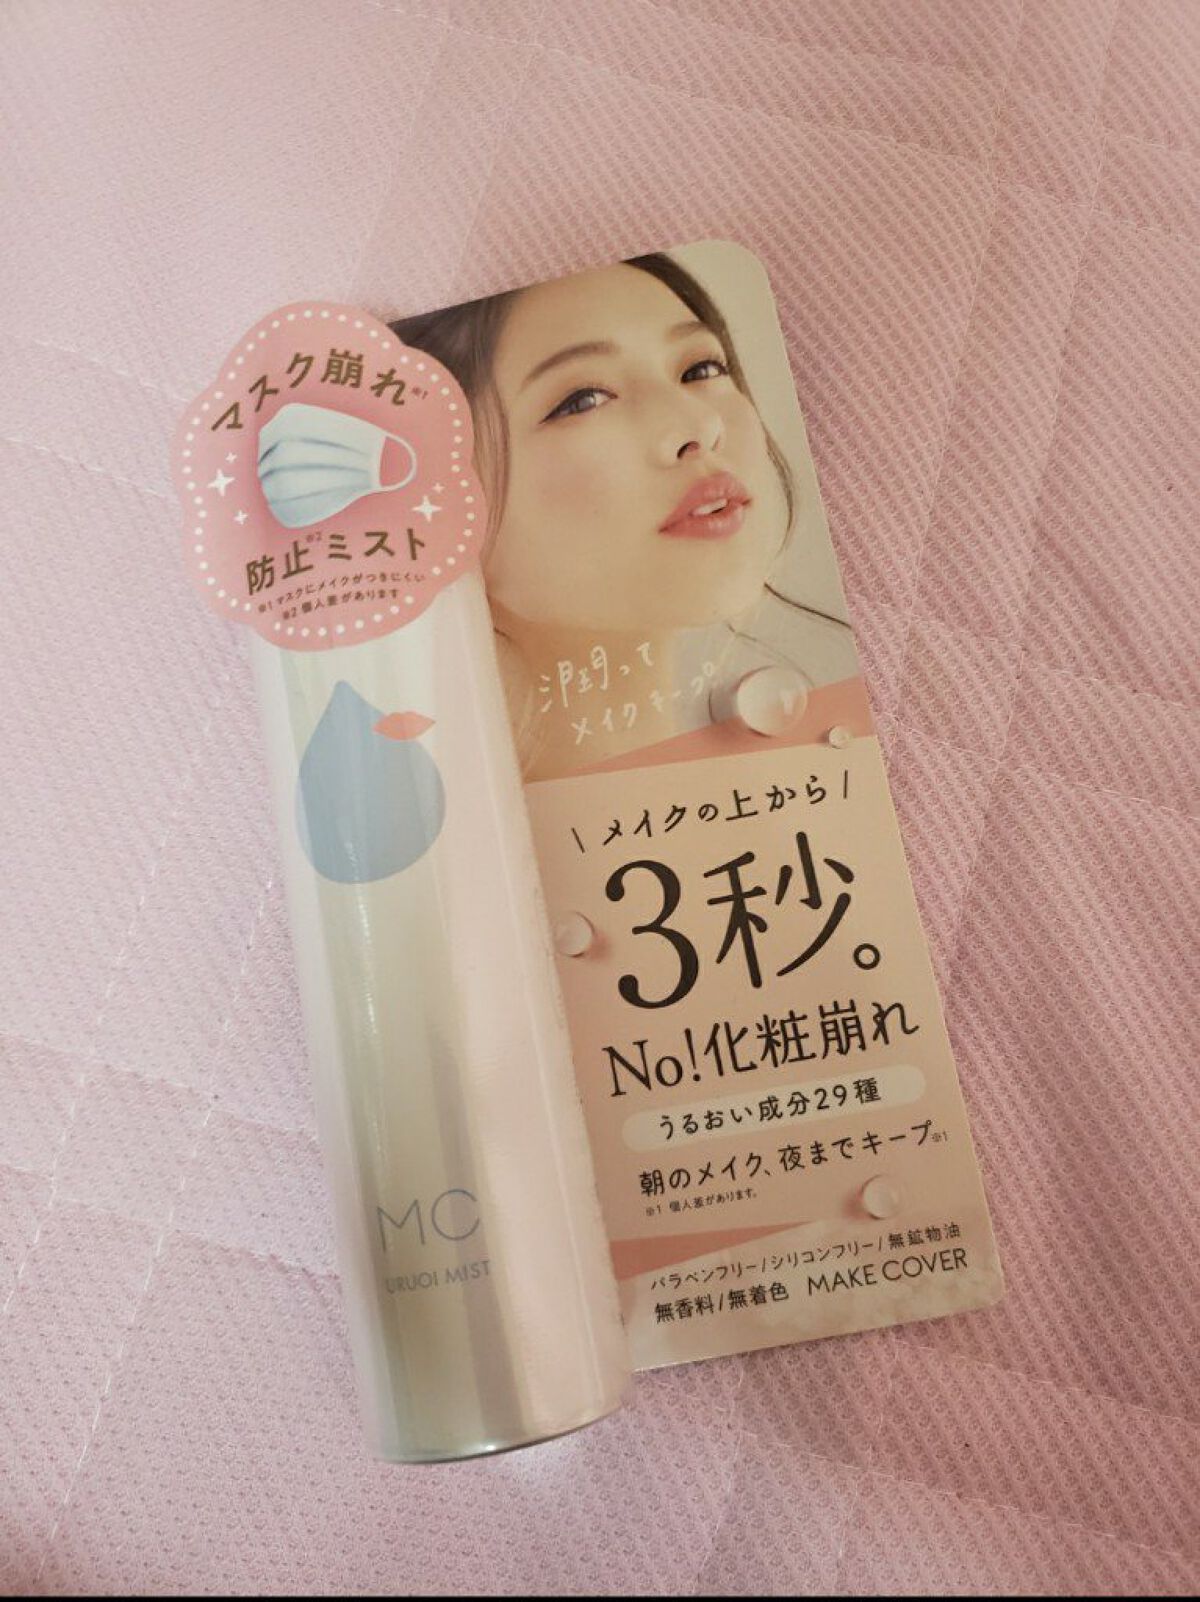 マスク崩れ※1
防止※2ミスト
※1 マスクにメイクがつきにくい
※2 個人差があります
潤って
メイクキープ
\ メイクの上から /
3秒。
No!化粧崩れ
うるおい成分29種
朝のメイク、夜までキープ※1
※1 個人差があります。
パラベンフリー/シリコンフリー/無鉱物油
無香料/無着色 MAKE COVER
MC
URUOI MIST